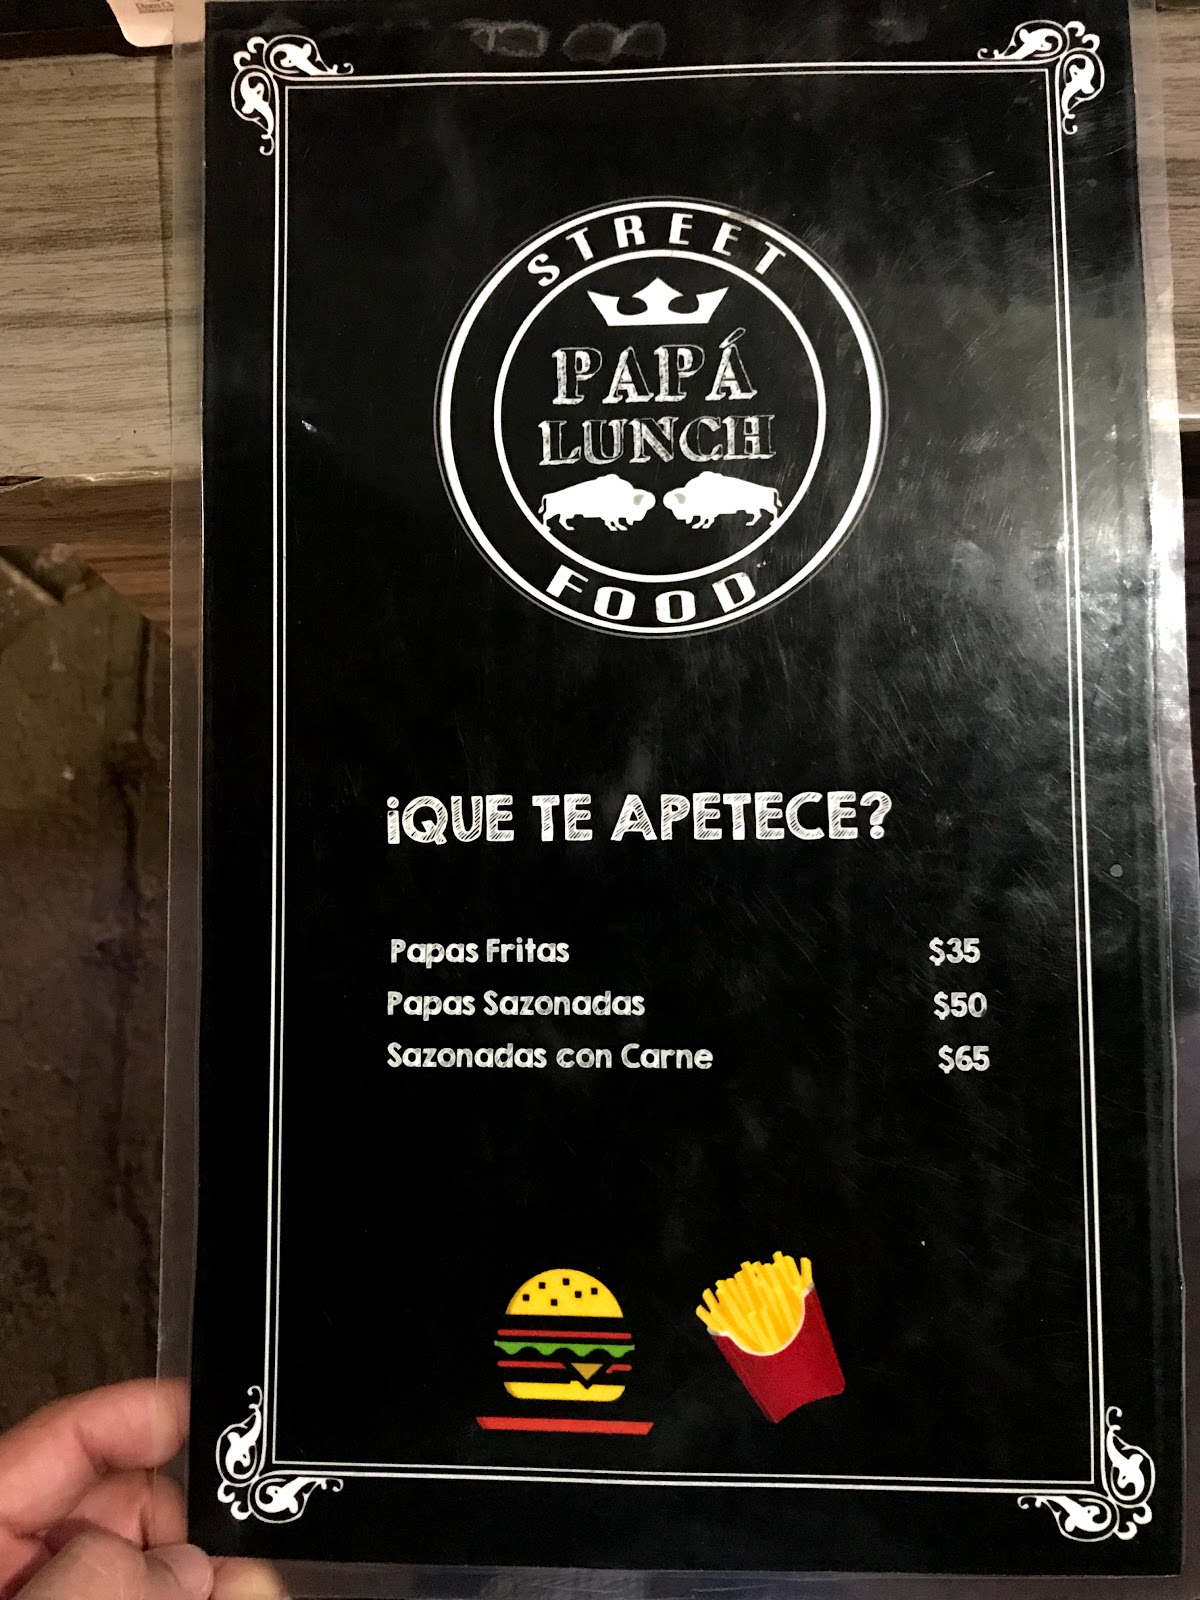 STREET
PAPÁ
LUNCH
FOOD
¡QUE TE APETECE?
Papas Fritas $35
Papas Sazonadas $50
Sazonadas con Carne $65